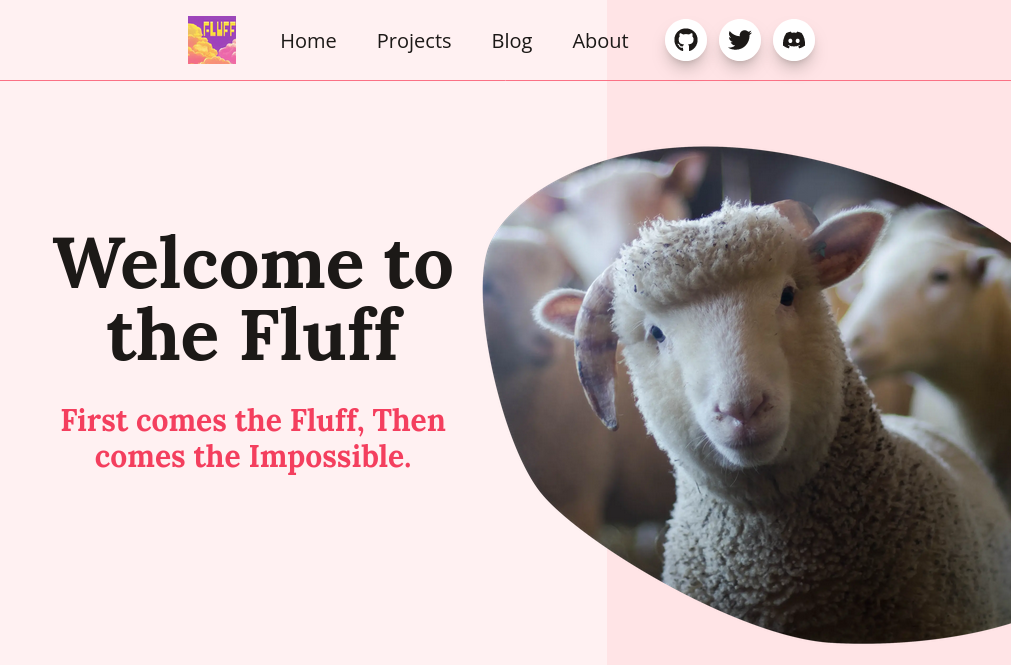 FLUFF
Home
Projects
Blog
About
Welcome to
the Fluff
First comes the Fluff, Then
comes the Impossible.